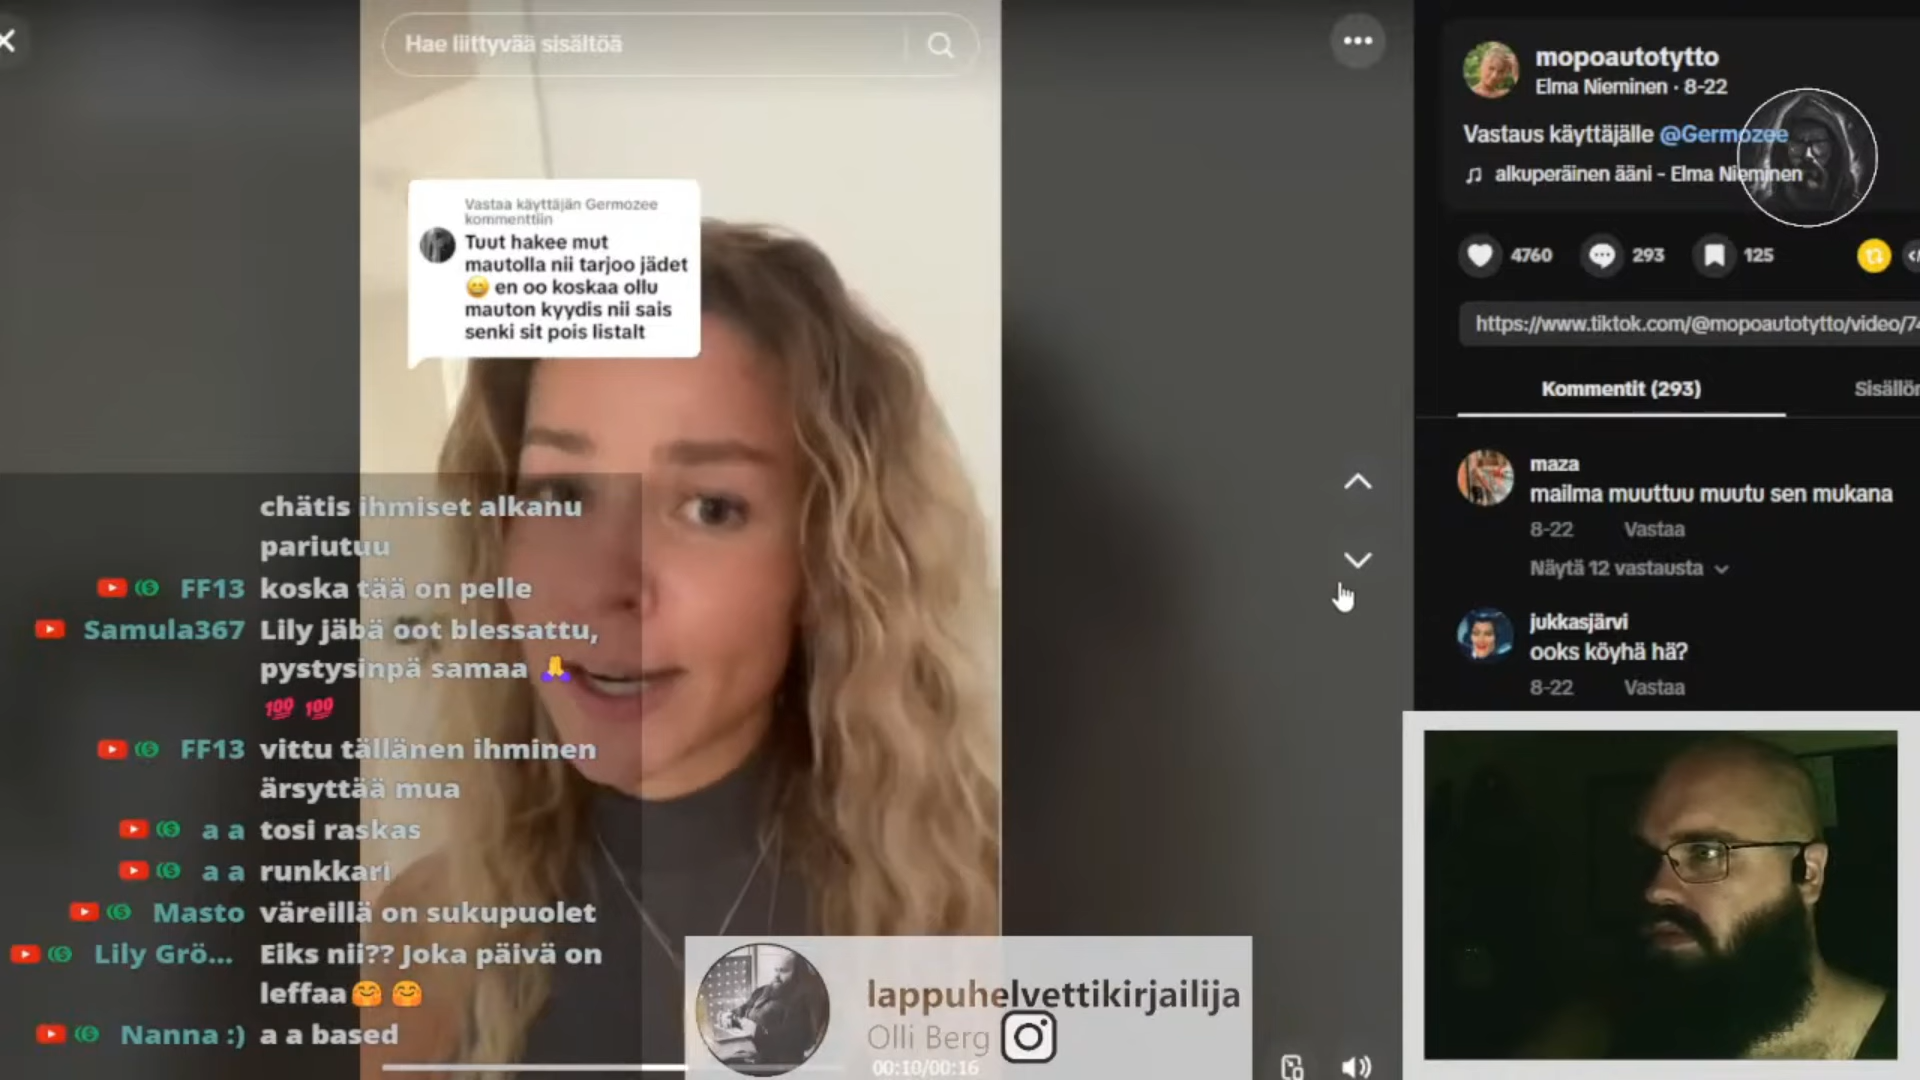 Hae liittyvää sisältöä
Vastaa käyttäjän Germozee
kommenttiin
Tuut hakee mut
mautolla nii tarjoo jädet
😄 en oo koskaa ollu
mauton kyydis nii sais
senki sit pois listalt
chätis ihmiset alkanu
pariutuu
FF13 koska tää on pelle
Samula367 Lily jäbä oot blessattu,
pystysinpä samaa 🙏
💯 💯
FF13 vittu tällänen ihminen
ärsyttää mua
a a tosi raskas
a a runkkari
Masto väreillä on sukupuolet
Lily Grö... Eiks nii?? Joka päivä on
leffaa🤗 🤗
Nanna :) a a based
lappuhelvettikirjailija
Olli Berg
00:10/00:16
mopoautotytto
Elma Nieminen · 8-22
Vastaus käyttäjälle @Germozee
alkuperäinen ääni - Elma Nieminen
4760 293 125
https://www.tiktok.com/@mopoautotytto/video/74
Kommentit (293) Sisällön
maza
mailma muuttuu muutu sen mukana
8-22 Vastaa
Näytä 12 vastausta
jukkasjärvi
ooks köyhä hä?
8-22 Vastaa